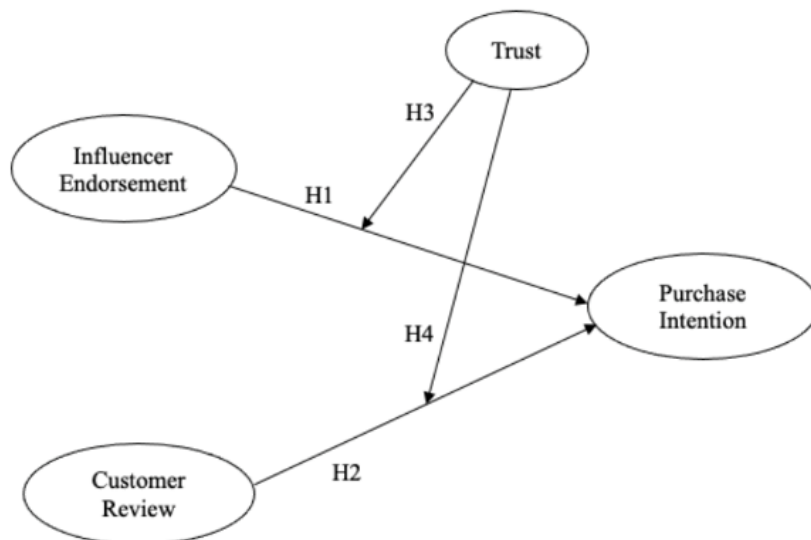 Trust
H3
Influencer
Endorsement
H1
Purchase
Intention
H4
H2
Customer
Review